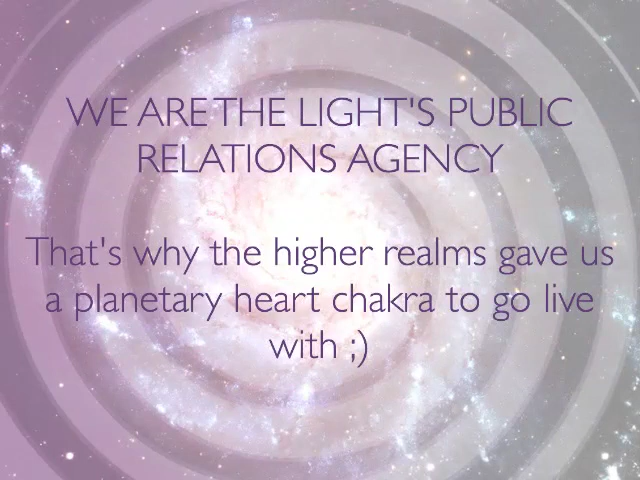 WE ARE THE LIGHT'S PUBLIC
RELATIONS AGENCY
That's why the higher realms gave us
a planetary heart chakra to go live
with ;)